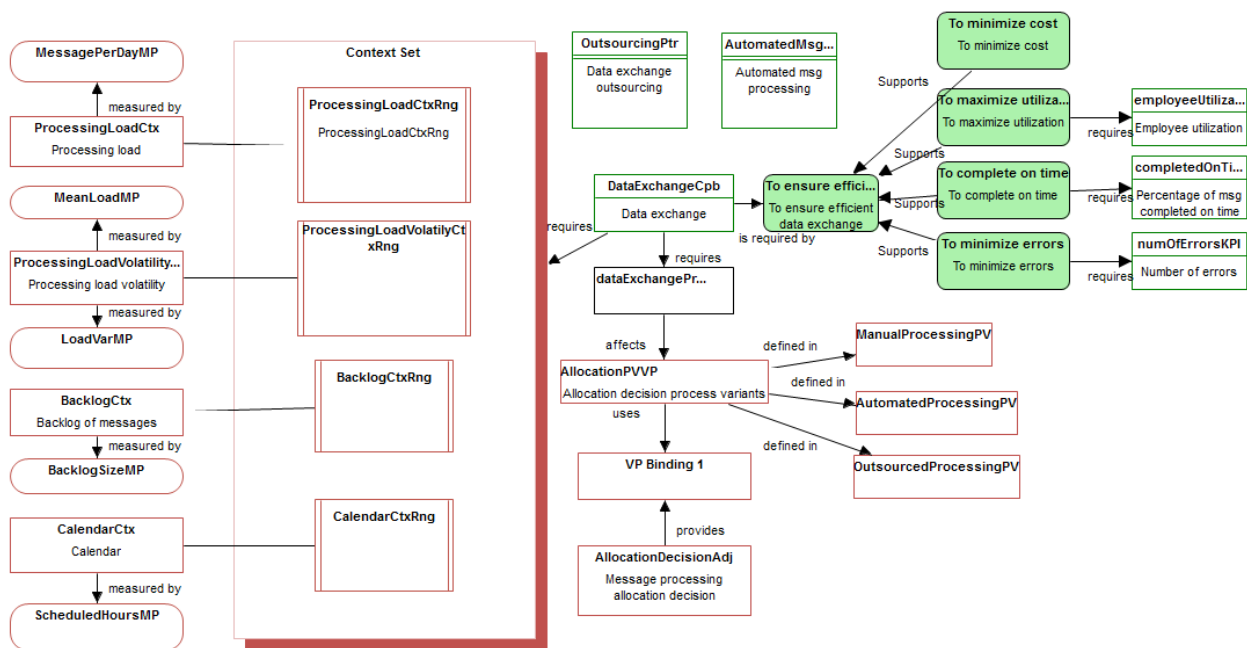 MessagePerDayMP
measured by
ProcessingLoadCtx
Processing load
MeanLoadMP
measured by
ProcessingLoadVolatility...
Processing load volatility
measured by
LoadVarMP
BacklogCtx
Backlog of messages
measured by
BacklogSizeMP
CalendarCtx
Calendar
measured by
ScheduledHoursMP
Context Set
ProcessingLoadCtxRng
ProcessingLoadCtxRng
ProcessingLoadVolatilyCt
xRng
BacklogCtxRng
CalendarCtxRng
OutsourcingPtr
Data exchange
outsourcing
AutomatedMsg...
Automated msg
processing
DataExchangeCpb
Data exchange
requires
is required by
requires
dataExchangePr...
affects
AllocationPVVP
Allocation decision process variants
uses
VP Binding 1
provides
AllocationDecisionAdj
Message processing
allocation decision
defined in
ManualProcessingPV
defined in
AutomatedProcessingPV
defined in
OutsourcedProcessingPV
To ensure effici...
To ensure efficient
data exchange
Supports
Supports
Supports
Supports
To minimize cost
To minimize cost
To maximize utiliza...
To maximize utilization
To complete on time
To complete on time
To minimize errors
To minimize errors
requires
requires
requires
employeeUtiliza...
Employee utilization
completedOnTi...
Percentage of msg
completed on time
numOfErrorsKPI
Number of errors